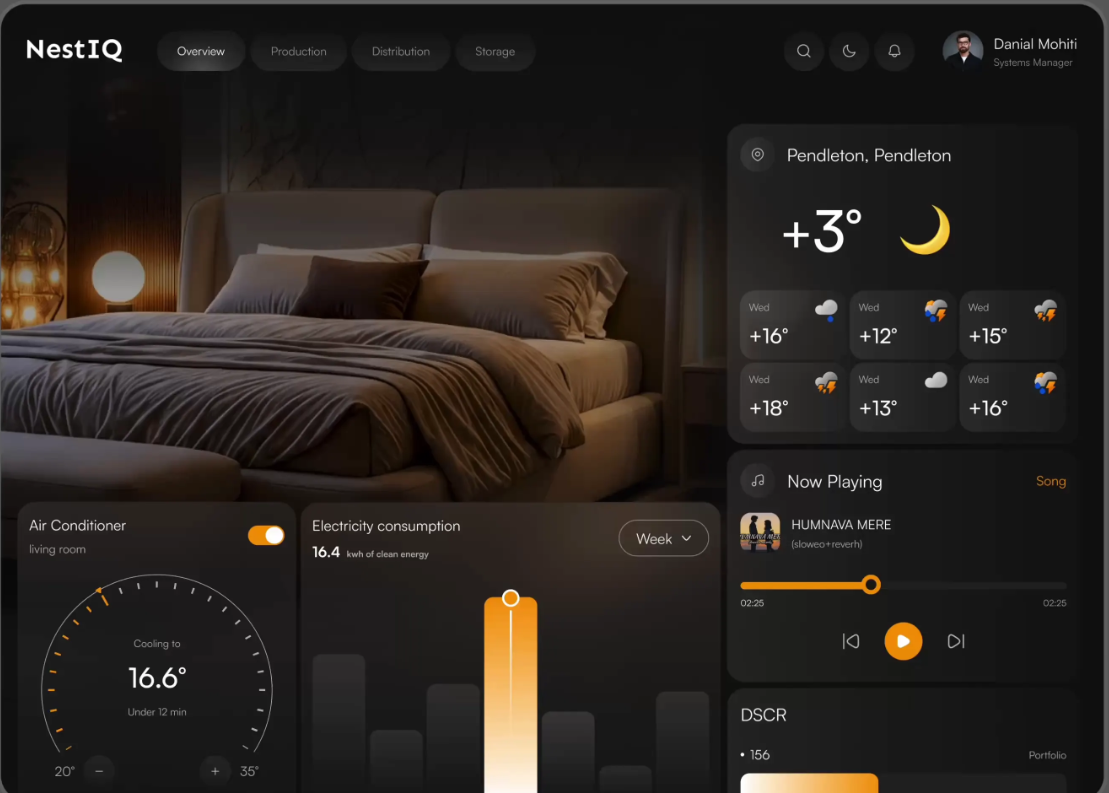 NestIQ
Overview
Production
Distribution
Storage
Danial Mohiti
Systems Manager
Pendleton, Pendleton
+3°
Wed
+16°
Wed
+12°
Wed
+15°
Wed
+18°
Wed
+13°
Wed
+16°
Now Playing
Song
HUMNAVA MERE
(sloweo+reverh)
02:25
02:25
Air Conditioner
living room
Cooling to
16.6°
Under 12 min
20°
−
+
35°
Electricity consumption
16.4 kwh of clean energy
Week
DSCR
• 156
Portfolio